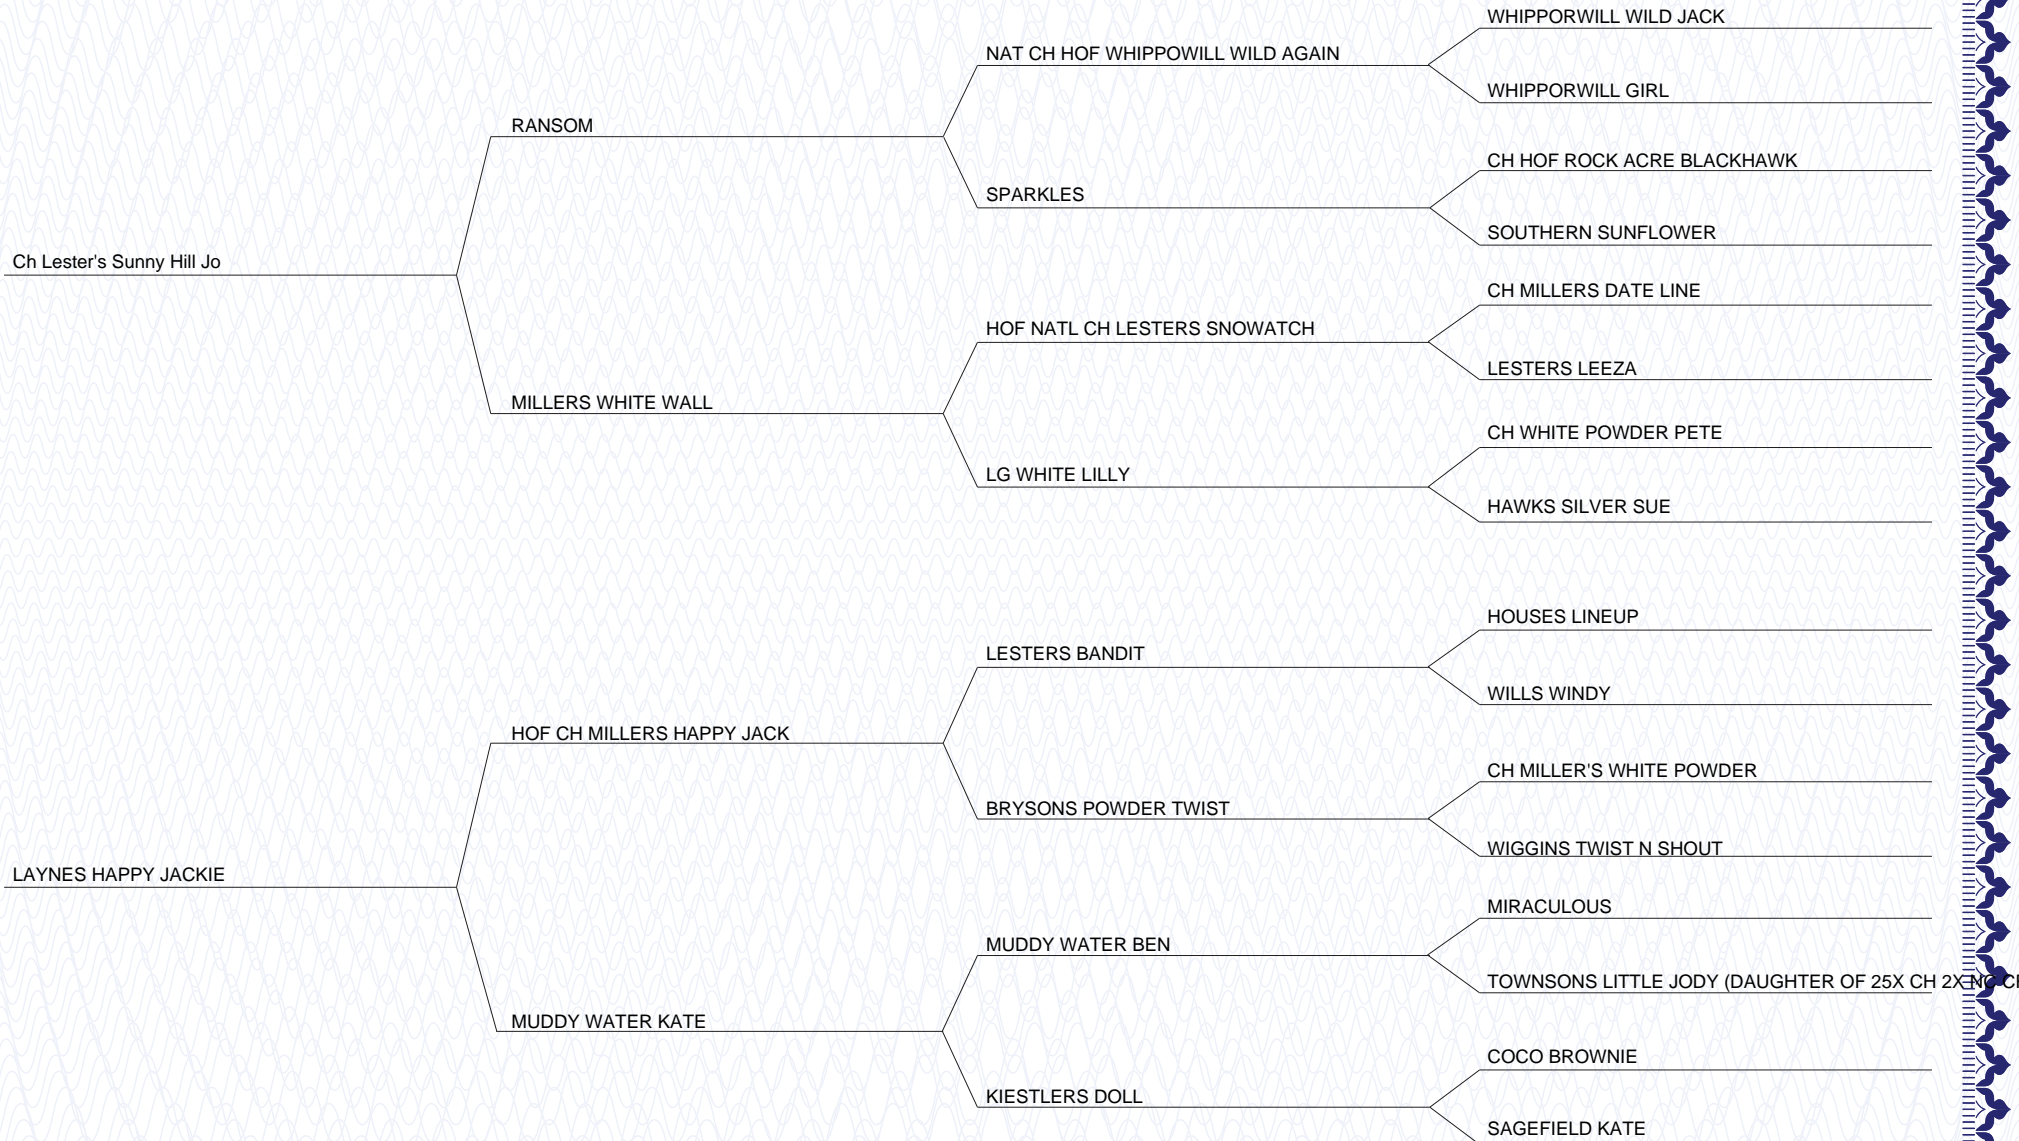 WHIPPORWILL WILD JACK
NAT CH HOF WHIPPOWILL WILD AGAIN
WHIPPORWILL GIRL
RANSOM
CH HOF ROCK ACRE BLACKHAWK
SPARKLES
SOUTHERN SUNFLOWER
Ch Lester's Sunny Hill Jo
CH MILLERS DATE LINE
HOF NATL CH LESTERS SNOWATCH
LESTERS LEEZA
MILLERS WHITE WALL
CH WHITE POWDER PETE
LG WHITE LILLY
HAWKS SILVER SUE
HOUSES LINEUP
LESTERS BANDIT
WILLS WINDY
HOF CH MILLERS HAPPY JACK
CH MILLER'S WHITE POWDER
BRYSONS POWDER TWIST
WIGGINS TWIST N SHOUT
LAYNES HAPPY JACKIE
MIRACULOUS
MUDDY WATER BEN
TOWNSONS LITTLE JODY (DAUGHTER OF 25X CH 2X NC
MUDDY WATER KATE
COCO BROWNIE
KIESTLERS DOLL
SAGEFIELD KATE